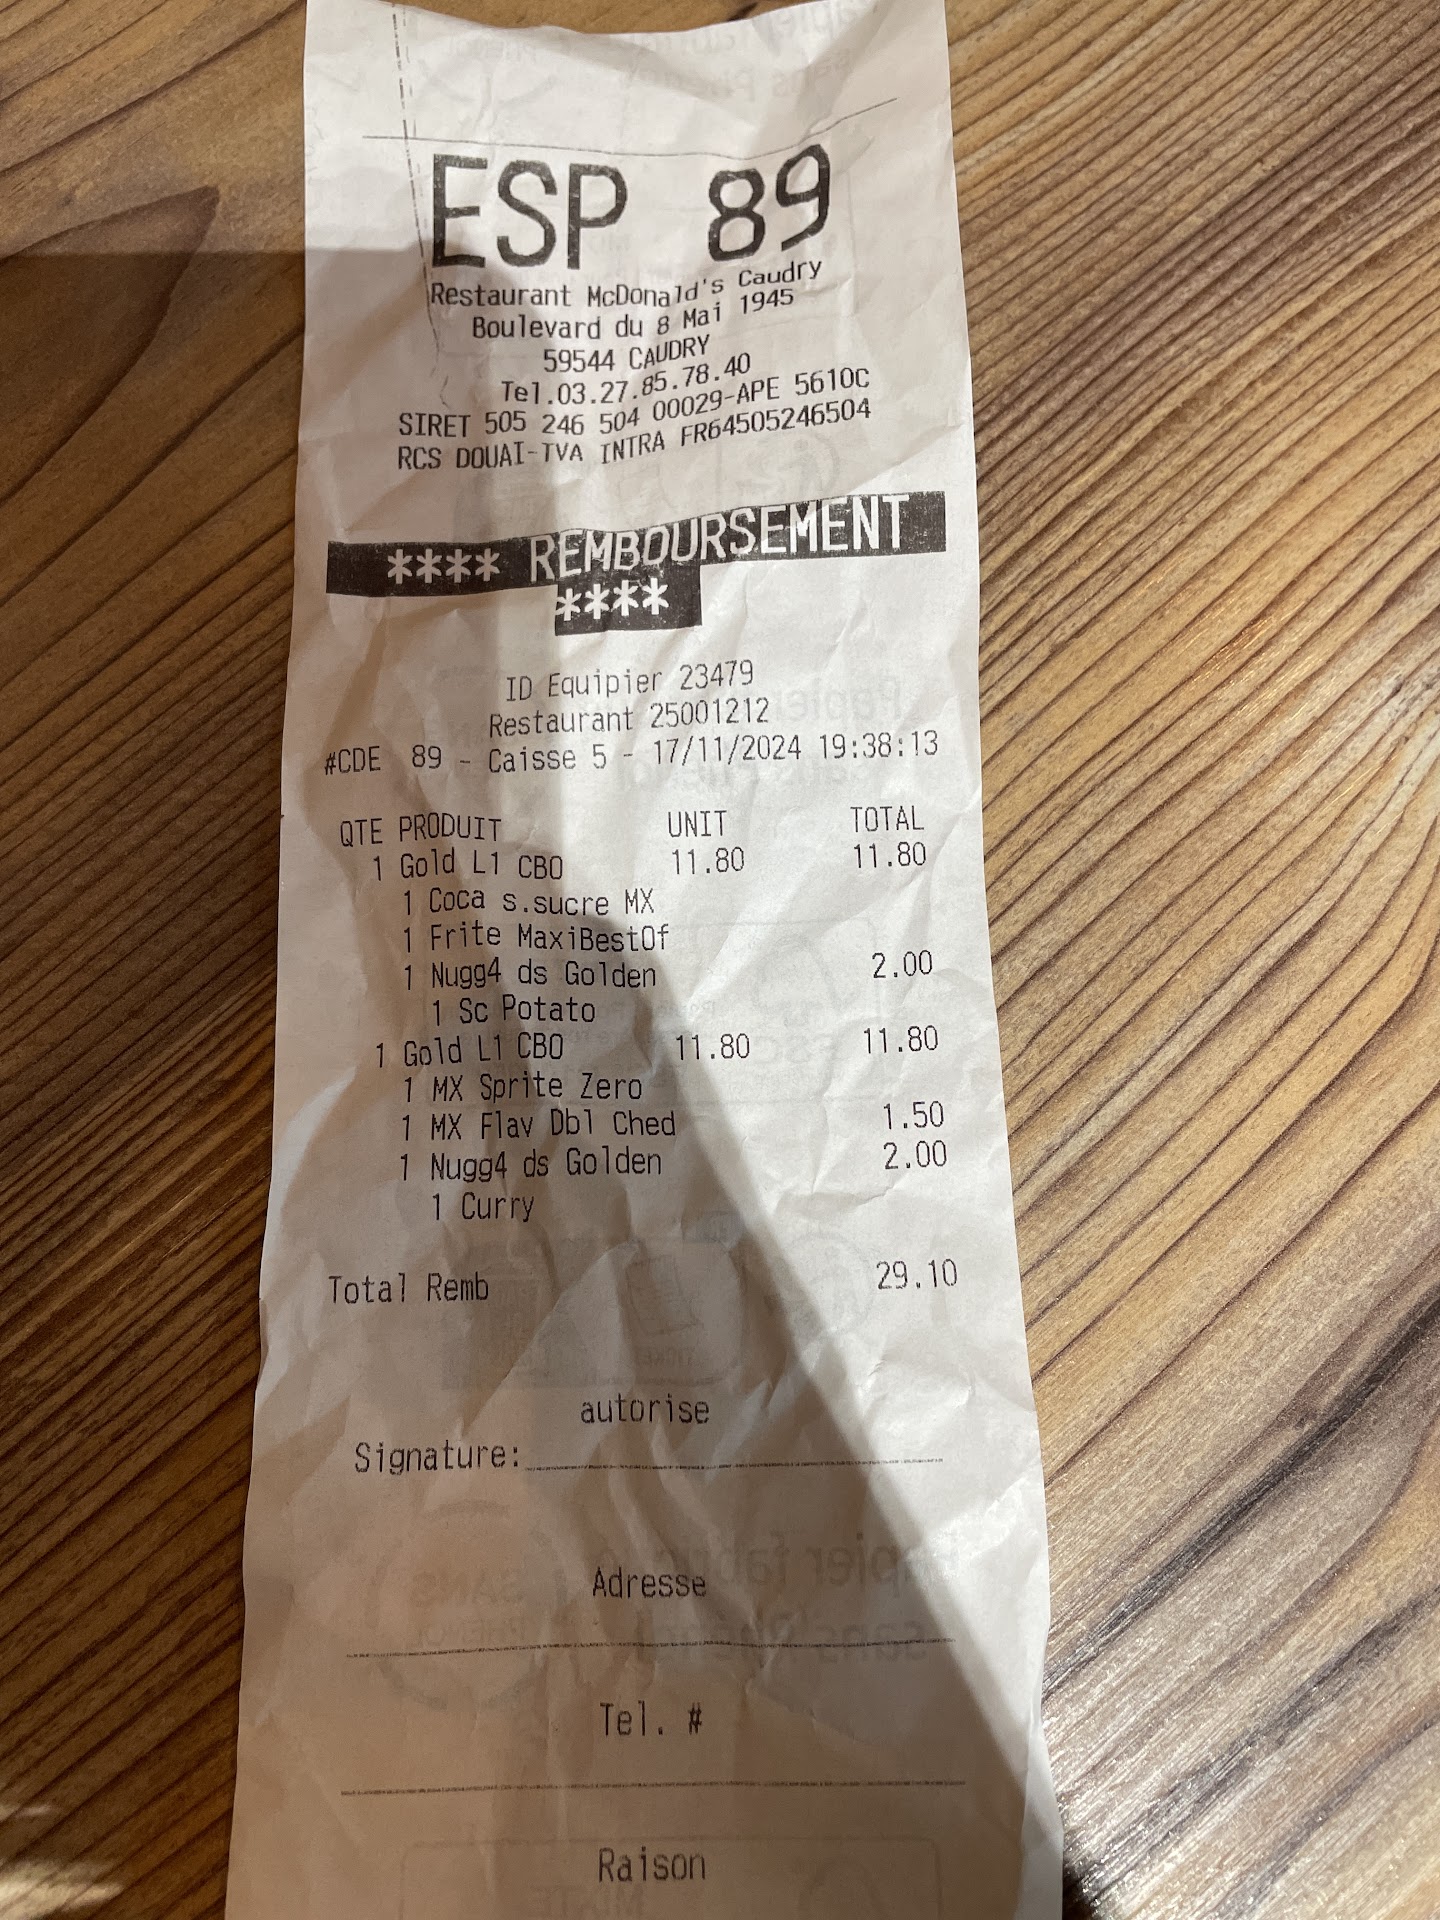 ESP 89
Restaurant McDonald's Caudry
Boulevard du 8 Mai 1945
59544 CAUDRY
Tel.03.27.85.78.40
SIRET 505 246 504 00029-APE 5610C
RCS DOUAI-TVA INTRA FR64505246504
**** REMBOURSEMENT
****
ID Equipier 23479
Restaurant 25001212
#CDE 89 - Caisse 5 - 17/11/2024 19:38:13
QTE PRODUIT UNIT TOTAL
1 Gold L1 CBO 11.80 11.80
1 Coca s.sucre MX
1 Frite MaxiBestOf
1 Nugg4 ds Golden 2.00
1 Sc Potato
1 Gold L1 CBO 11.80 11.80
1 MX Sprite Zero
1 MX Flav Dbl Ched 1.50
1 Nugg4 ds Golden 2.00
1 Curry
Total Remb 29.10
autorise
Signature:
Adresse
Tel. #
Raison